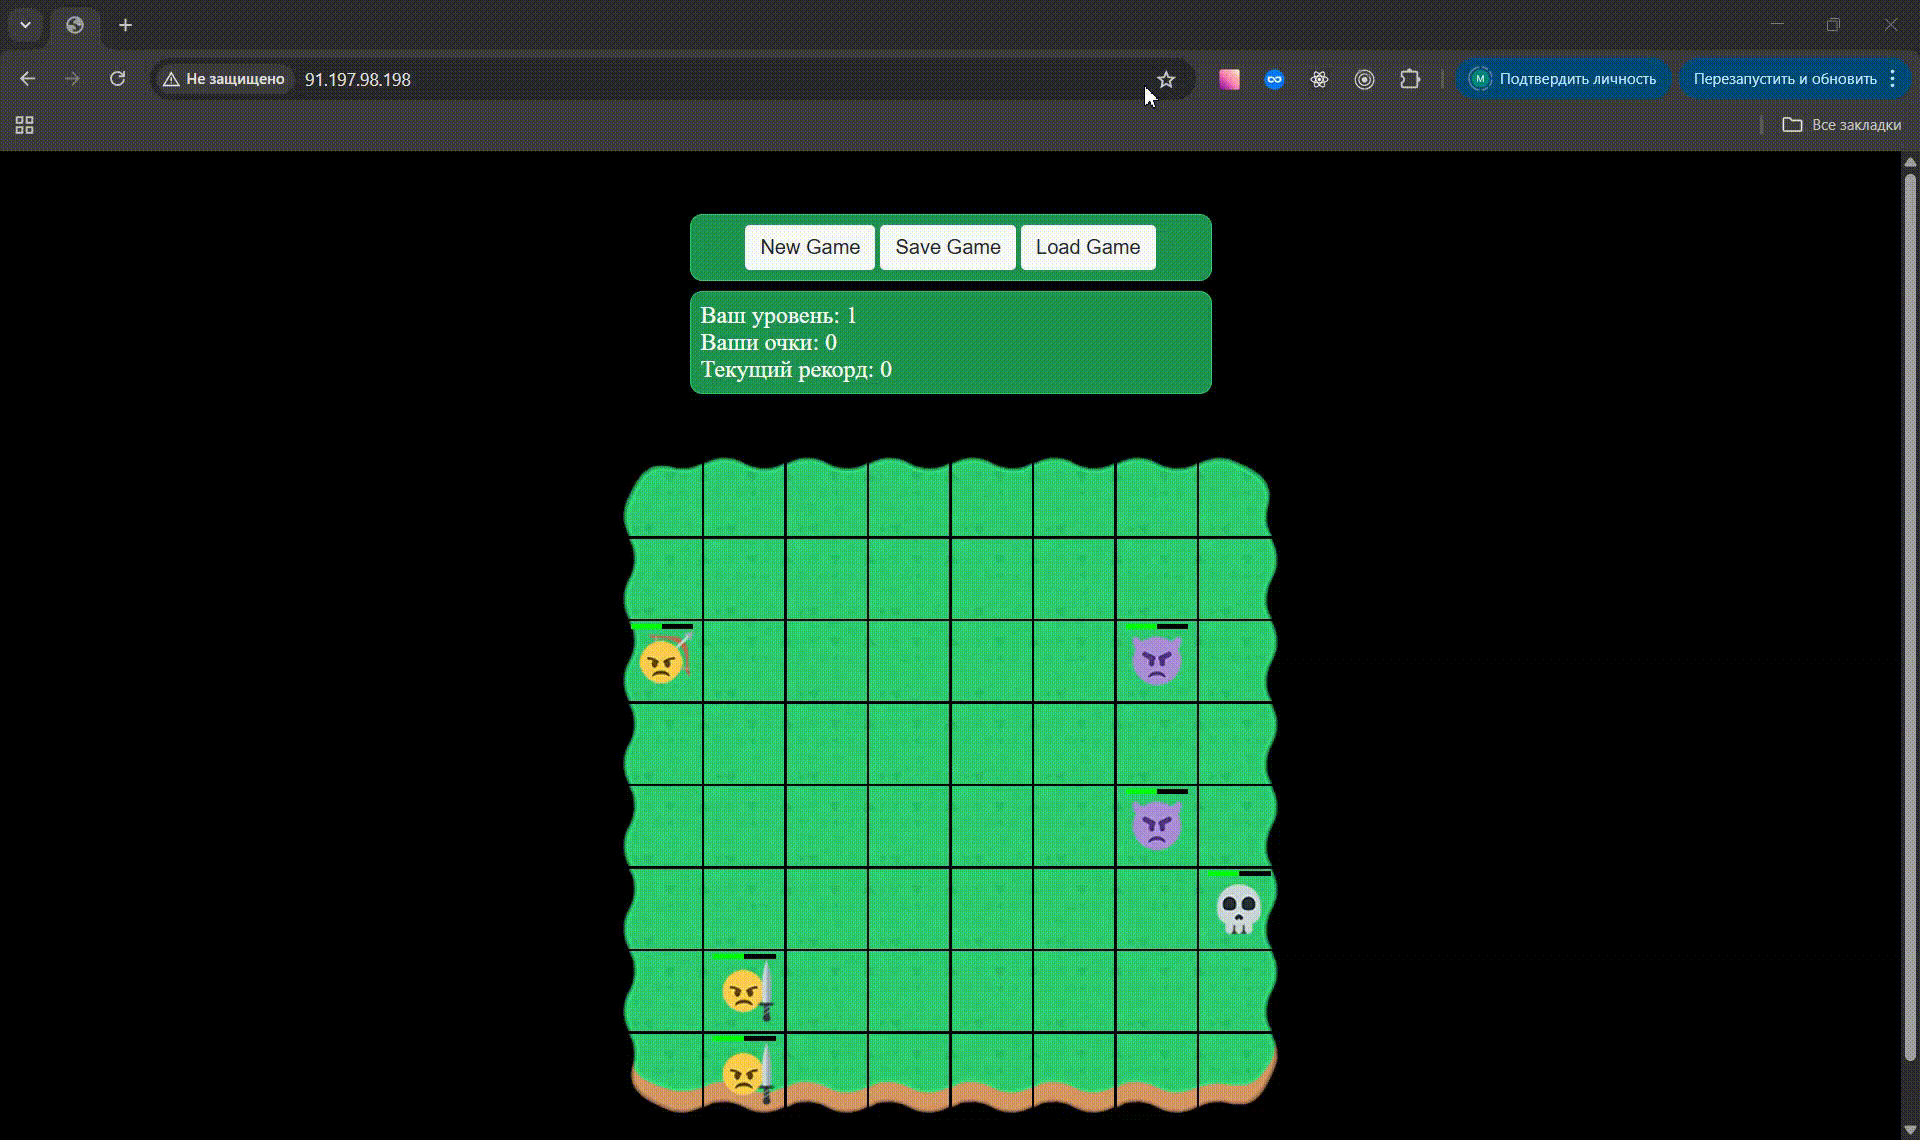 Не защищено 91.197.98.198
M Подтвердить личность
Перезапустить и обновить
Все закладки
New Game Save Game Load Game
Ваш уровень: 1
Ваши очки: 0
Текущий рекорд: 0